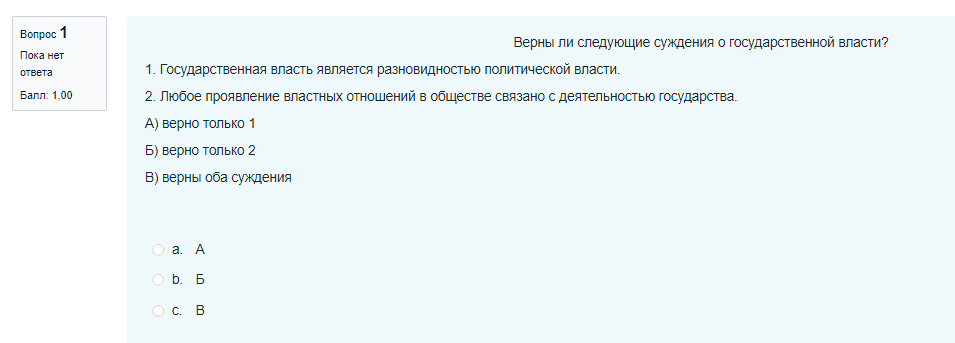 Вопрос 1
Пока нет
ответа
Балл: 1,00
Верны ли следующие суждения о государственной власти?
1. Государственная власть является разновидностью политической власти.
2. Любое проявление властных отношений в обществе связано с деятельностью государства.
А) верно только 1
Б) верно только 2
В) верны оба суждения
a. А
b. Б
c. В